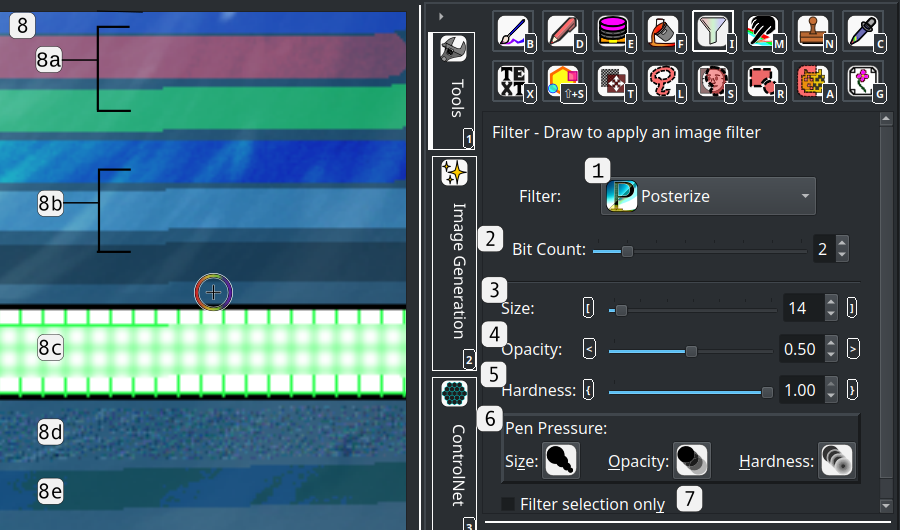 8
8a
8b
8c
8d
8e
Tools
1
Image Generation
2
ControlNet
3
B D E F I M N C
TEXT X ⇧+S T L S R A G
Filter - Draw to apply an image filter
1
Filter: P Posterize
2
Bit Count: 2
3
Size: [ 14 ]
4
Opacity: < 0.50 >
5
Hardness: { 1.00 }
6
Pen Pressure:
Size: Opacity: Hardness:
Filter selection only 7